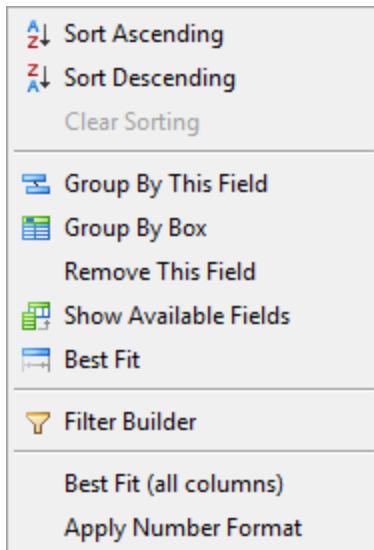 Sort Ascending
Sort Descending
Clear Sorting
Group By This Field
Group By Box
Remove This Field
Show Available Fields
Best Fit
Filter Builder
Best Fit (all columns)
Apply Number Format